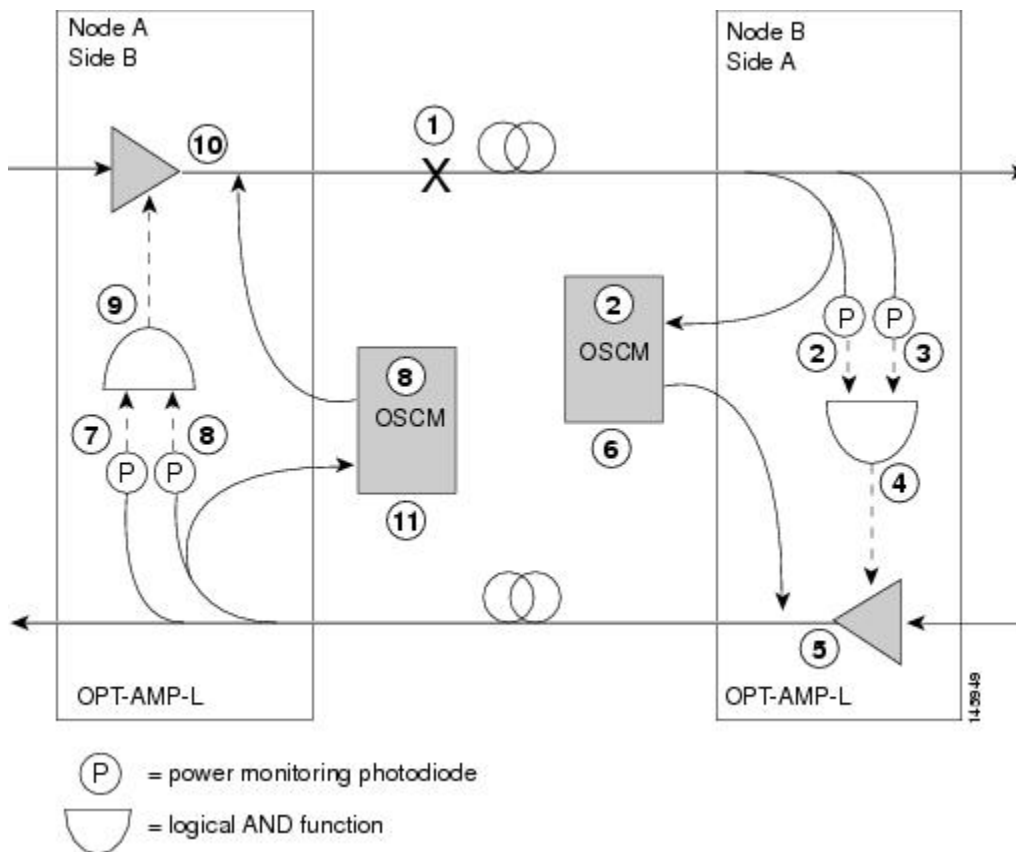 Node A
Side B
Node B
Side A
1
10
9
2
OSCM
P
P
2
3
8
OSCM
7
8
6
4
P
P
11
5
OPT-AMP-L
OPT-AMP-L
145949
P = power monitoring photodiode
= logical AND function